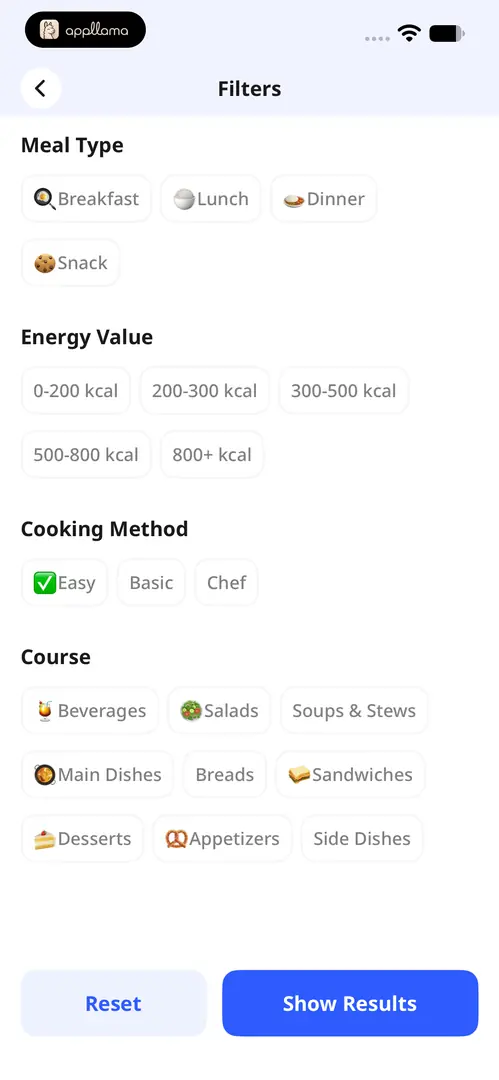 appllama
Filters
Meal Type
Breakfast Lunch Dinner
Snack
Energy Value
0-200 kcal 200-300 kcal 300-500 kcal
500-800 kcal 800+ kcal
Cooking Method
Easy Basic Chef
Course
Beverages Salads Soups & Stews
Main Dishes Breads Sandwiches
Desserts Appetizers Side Dishes
Reset Show Results